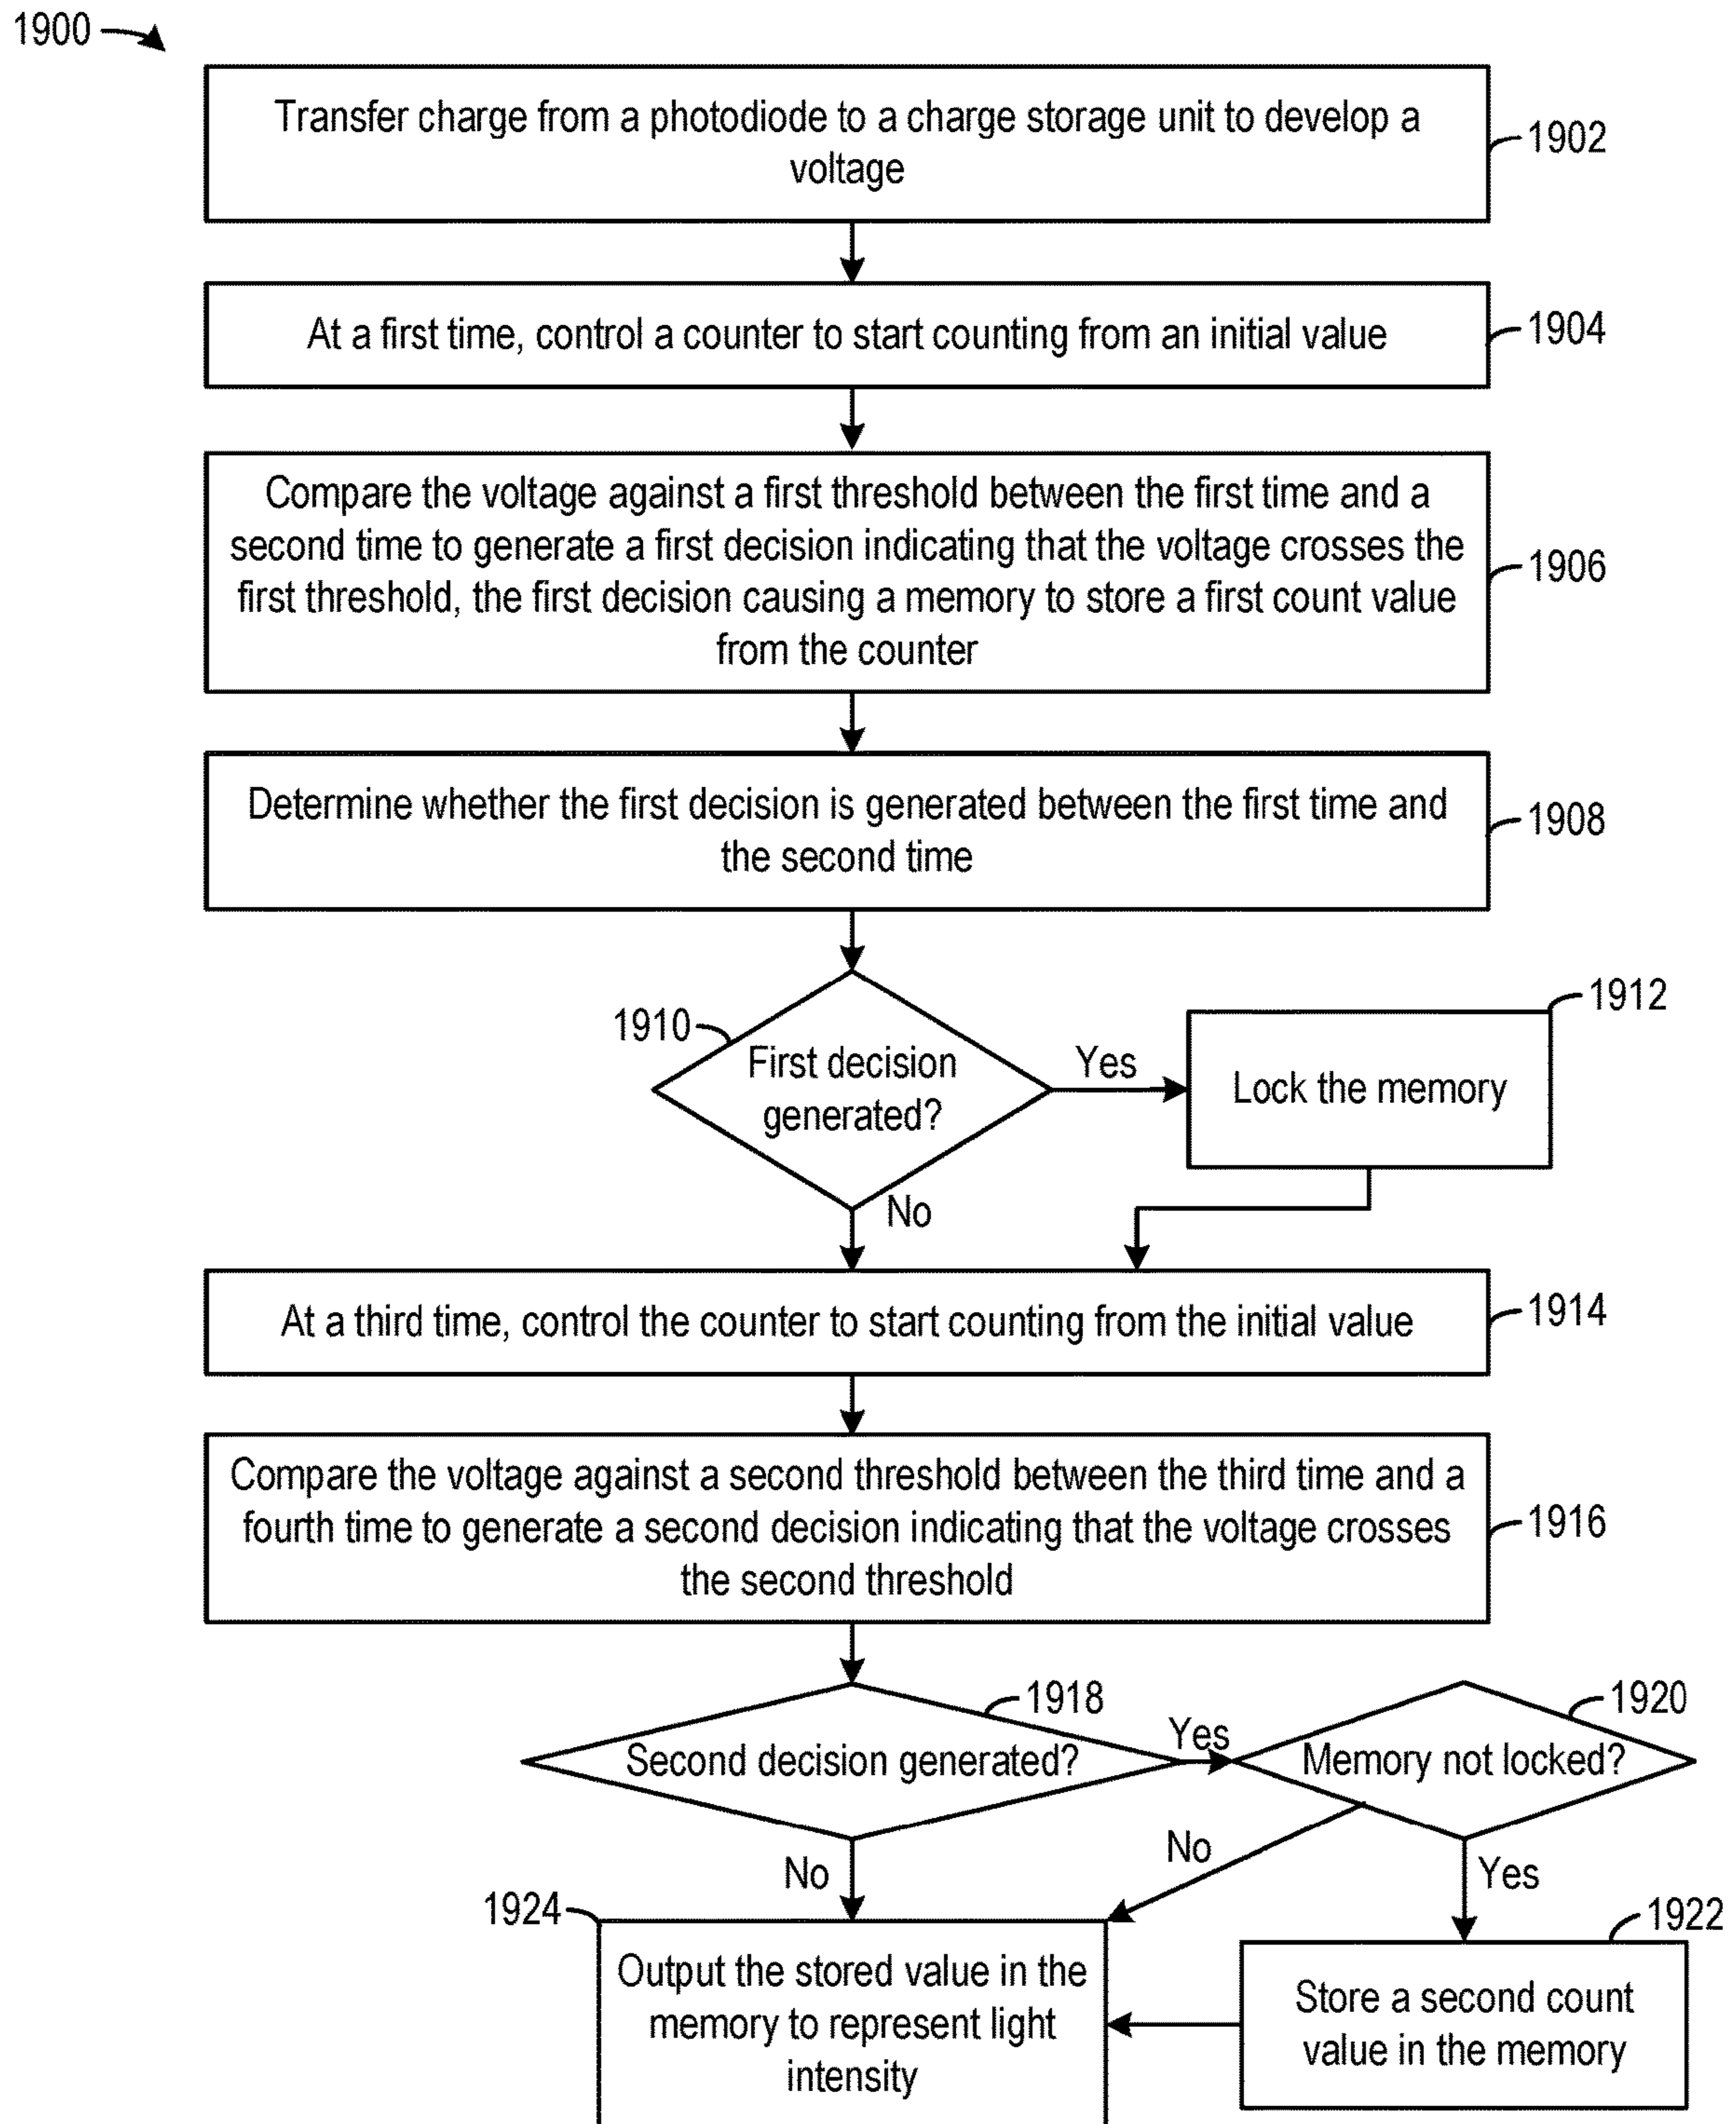 1900
Transfer charge from a photodiode to a charge storage unit to develop a
voltage
1902
At a first time, control a counter to start counting from an initial value
1904
Compare the voltage against a first threshold between the first time and a
second time to generate a first decision indicating that the voltage crosses the
first threshold, the first decision causing a memory to store a first count value
from the counter
1906
Determine whether the first decision is generated between the first time and
the second time
1908
1910
First decision
generated?
Yes
1912
Lock the memory
No
At a third time, control the counter to start counting from the initial value
1914
Compare the voltage against a second threshold between the third time and a
fourth time to generate a second decision indicating that the voltage crosses
the second threshold
1916
1918
Second decision generated?
Yes
1920
Memory not locked?
No
No
Yes
1924
Output the stored value in the
memory to represent light
intensity
1922
Store a second count
value in the memory